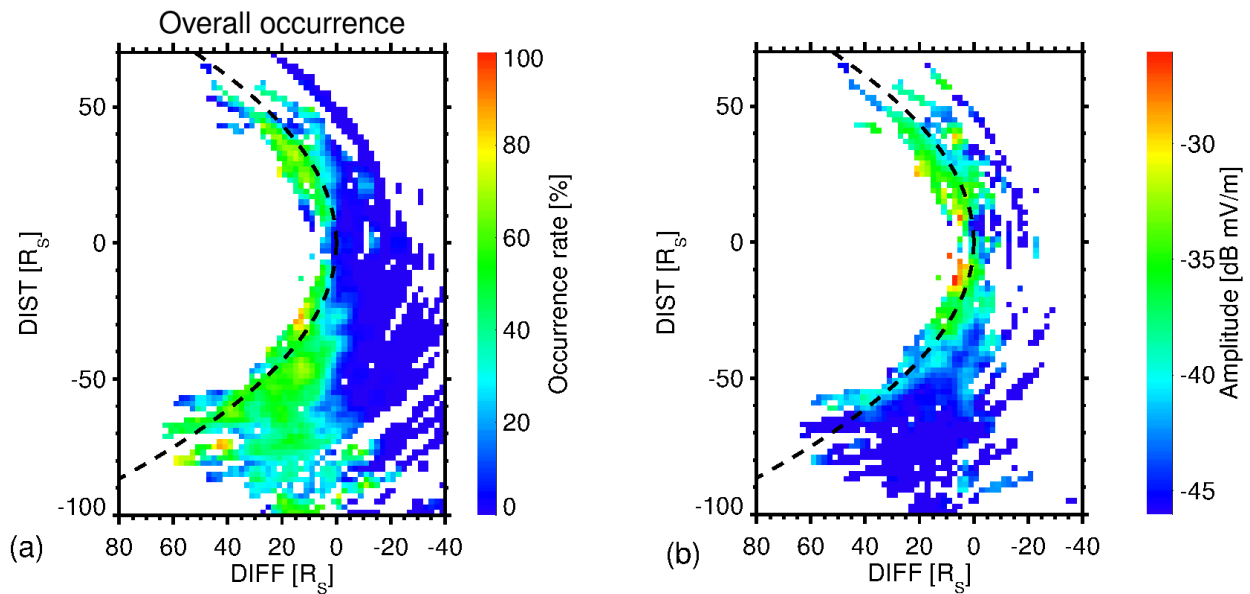 Overall occurrence
50
0
-50
-100
DIST [R_S]
80 60 40 20 0 -20 -40
DIFF [R_S]
(a)
100
80
60
40
20
0
Occurrence rate [%]
50
0
-50
-100
DIST [R_S]
80 60 40 20 0 -20 -40
DIFF [R_S]
(b)
-30
-35
-40
-45
Amplitude [dB mV/m]